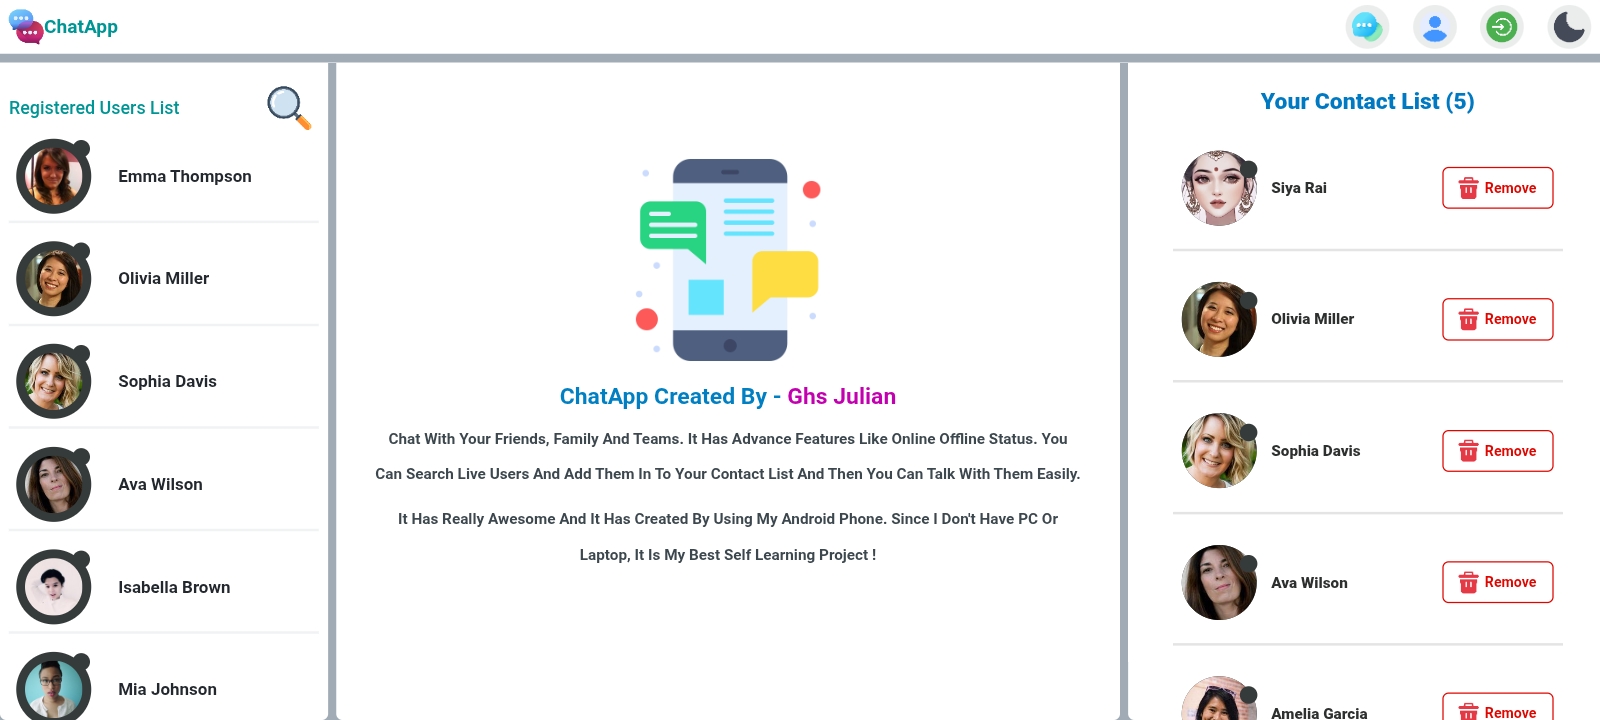 ChatApp
Registered Users List
Emma Thompson
Olivia Miller
Sophia Davis
Ava Wilson
Isabella Brown
Mia Johnson
ChatApp Created By - Ghs Julian
Chat With Your Friends, Family And Teams. It Has Advance Features Like Online Offline Status. You
Can Search Live Users And Add Them In To Your Contact List And Then You Can Talk With Them Easily.
It Has Really Awesome And It Has Created By Using My Android Phone. Since I Don't Have PC Or
Laptop, It Is My Best Self Learning Project !
Your Contact List (5)
Siya Rai
Remove
Olivia Miller
Remove
Sophia Davis
Remove
Ava Wilson
Remove
Amelia Garcia
Remove